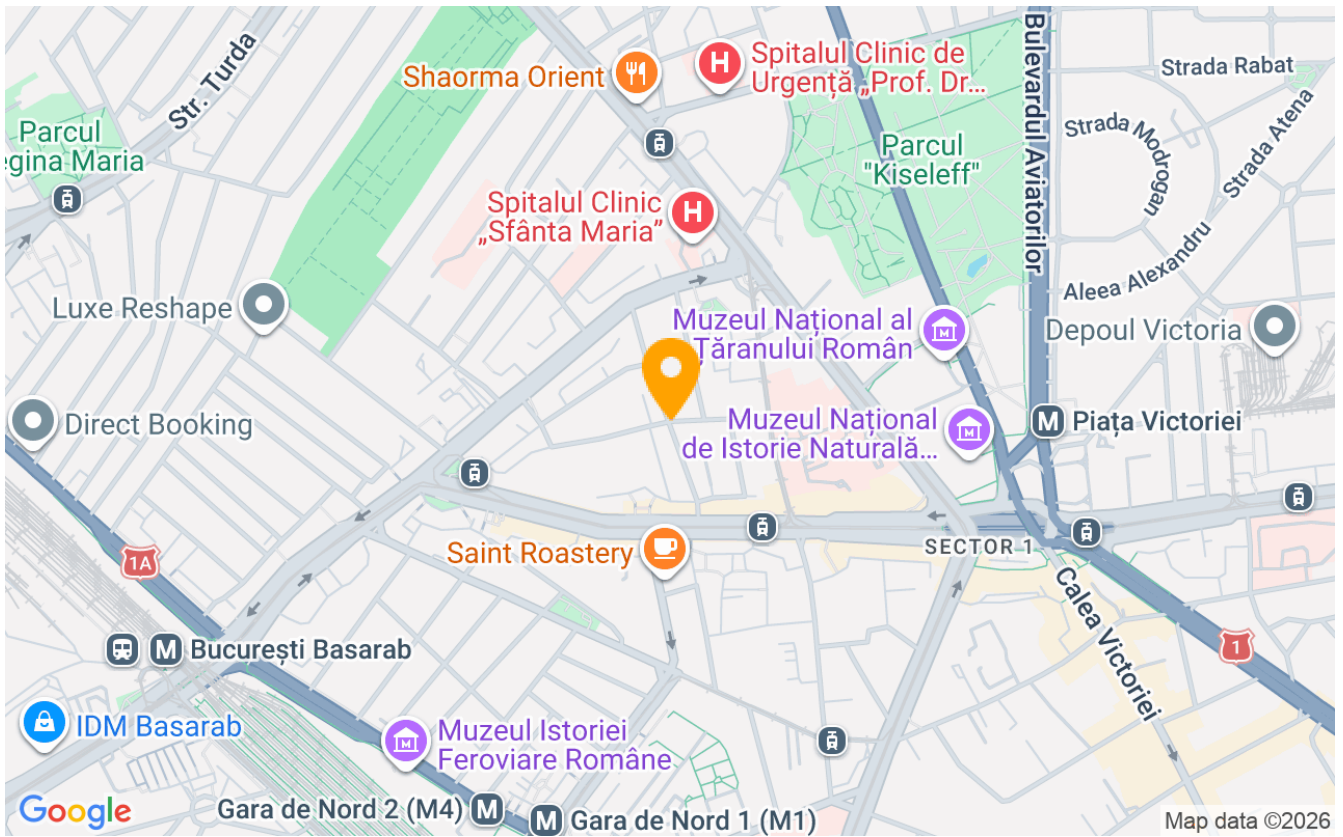 Str. Turda
Shaorma Orient
Spitalul Clinic de
Urgență „Prof. Dr...
H
Bulevardul Aviatorilor
Strada Rabat
Parcul
egina Maria
Strada Modrogan
Strada Atena
Parcul
"Kiseleff"
Spitalul Clinic
„Sfânta Maria”
H
Aleea Alexandru
Luxe Reshape
Muzeul Național al
Țăranului Român
M
Depoul Victoria
Direct Booking
Muzeul Național
de Istorie Naturală...
M
M
Piața Victoriei
Saint Roastery
SECTOR 1
1A
Calea Victoriei
1
M
București Basarab
IDM Basarab
M
Muzeul Istoriei
Feroviare Române
Google
Gara de Nord 2 (M4)
M
M
Gara de Nord 1 (M1)
Map data ©2026